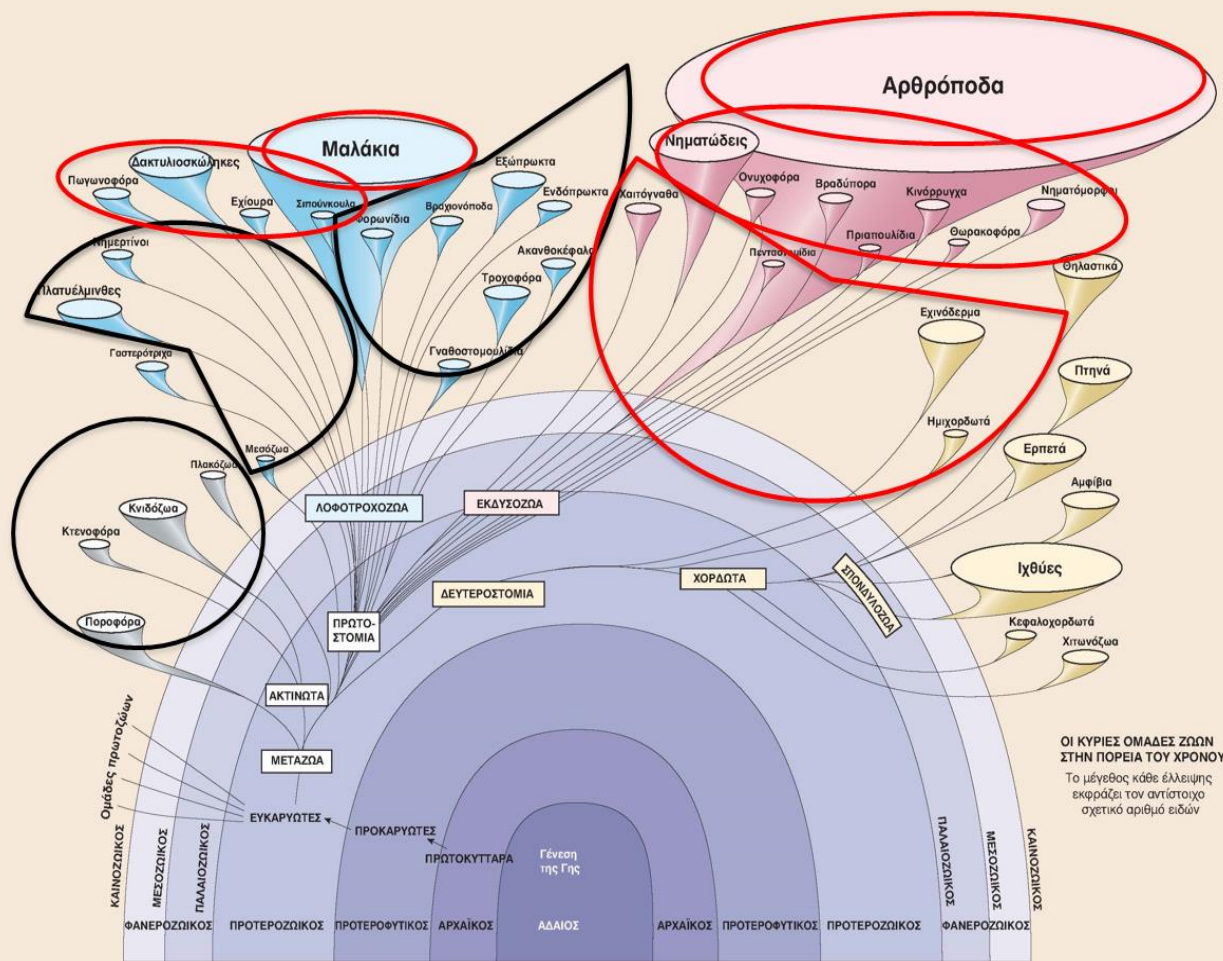 Αρθρόποδα
Μαλάκια
Νηματώδεις
Δακτυλιοσκώληκες
Πωγωνοφόρα
Εχίουρα
Σιπούνκουλα
Φορωνίδια
Βραχιονόποδα
Εξώπρωκτα
Ενδόπρωκτα
Ακανθοκέφαλα
Τροχοφόρα
Γναθοστομουλίδια
Χαιτόγναθα
Ονυχοφόρα
Βραδύπορα
Κινόρρυγχα
Νηματόμορφα
Πενταστομίδια
Πριαπουλίδια
Θωρακοφόρα
Νημερτίνοι
Πλατυέλμινθες
Γαστερότριχα
Μεσόζωα
Πλακόζωα
Κνιδόζωα
Κτενοφόρα
Ποροφόρα
Θηλαστικά
Εχινόδερμα
Πτηνά
Ημιχορδωτά
Ερπετά
Αμφίβια
Ιχθύες
Κεφαλοχορδωτά
Χιτωνόζωα
ΛΟΦΟΤΡΟΧΟΖΩΑ
ΕΚΔΥΣΟΖΩΑ
ΔΕΥΤΕΡΟΣΤΟΜΙΑ
ΧΟΡΔΩΤΑ
ΣΠΟΝΔΥΛΟΖΩΑ
ΠΡΩΤΟ-
ΣΤΟΜΙΑ
ΑΚΤΙΝΩΤΑ
ΜΕΤΑΖΩΑ
Ομάδες πρωτοζώων
ΕΥΚΑΡΥΩΤΕΣ
ΠΡΟΚΑΡΥΩΤΕΣ
ΠΡΩΤΟΚΥΤΤΑΡΑ
Γένεση
της Γης
ΟΙ ΚΥΡΙΕΣ ΟΜΑΔΕΣ ΖΩΩΝ
ΣΤΗΝ ΠΟΡΕΙΑ ΤΟΥ ΧΡΟΝΟΥ
Το μέγεθος κάθε έλλειψης
εκφράζει τον αντίστοιχο
σχετικό αριθμό ειδών
ΚΑΙΝΟΖΩΙΚΟΣ
ΜΕΣΟΖΩΙΚΟΣ
ΠΑΛΑΙΟΖΩΙΚΟΣ
ΠΑΛΑΙΟΖΩΙΚΟΣ
ΜΕΣΟΖΩΙΚΟΣ
ΚΑΙΝΟΖΩΙΚΟΣ
ΦΑΝΕΡΟΖΩΙΚΟΣ
ΠΡΟΤΕΡΟΖΩΙΚΟΣ
ΠΡΟΤΕΡΟΦΥΤΙΚΟΣ
ΑΡΧΑΪΚΟΣ
ΑΔΑΙΟΣ
ΑΡΧΑΪΚΟΣ
ΠΡΟΤΕΡΟΦΥΤΙΚΟΣ
ΠΡΟΤΕΡΟΖΩΙΚΟΣ
ΦΑΝΕΡΟΖΩΙΚΟΣ